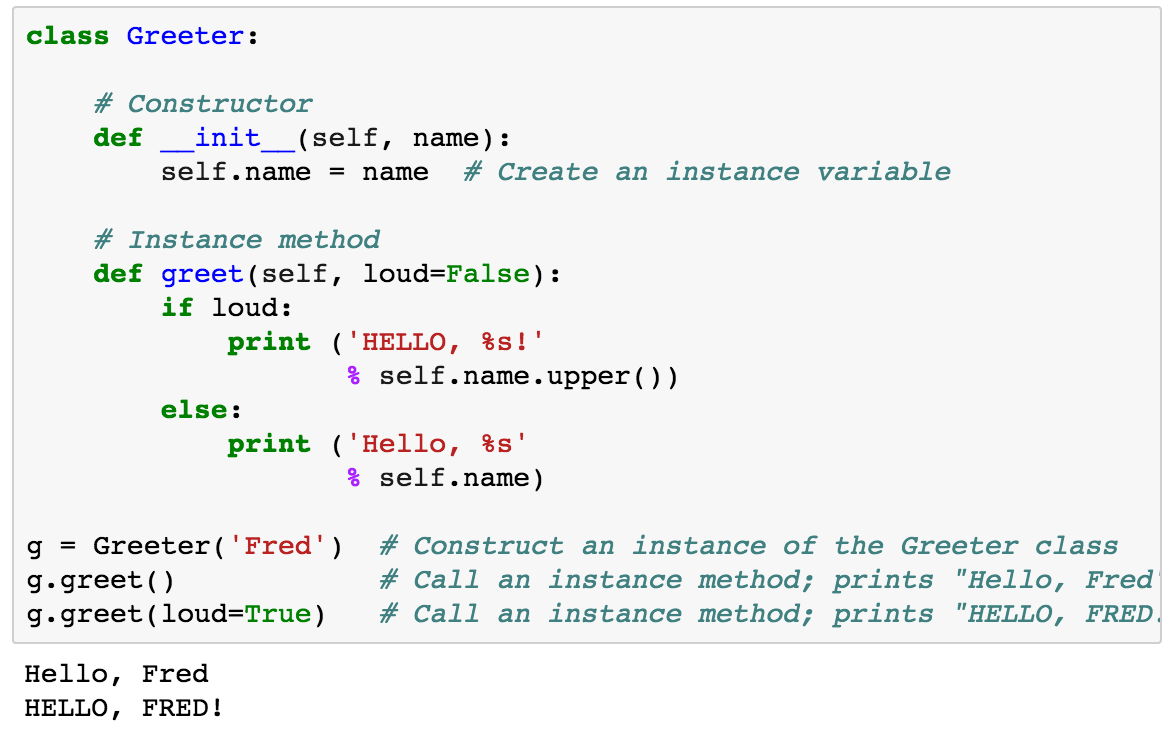 class Greeter:
    # Constructor
    def __init__(self, name):
        self.name = name  # Create an instance variable
    # Instance method
    def greet(self, loud=False):
        if loud:
            print ('HELLO, %s!'
                   % self.name.upper())
        else:
            print ('Hello, %s'
                   % self.name)
g = Greeter('Fred')  # Construct an instance of the Greeter class
g.greet()            # Call an instance method; prints "Hello, Fred
g.greet(loud=True)   # Call an instance method; prints "HELLO, FRED
Hello, Fred
HELLO, FRED!